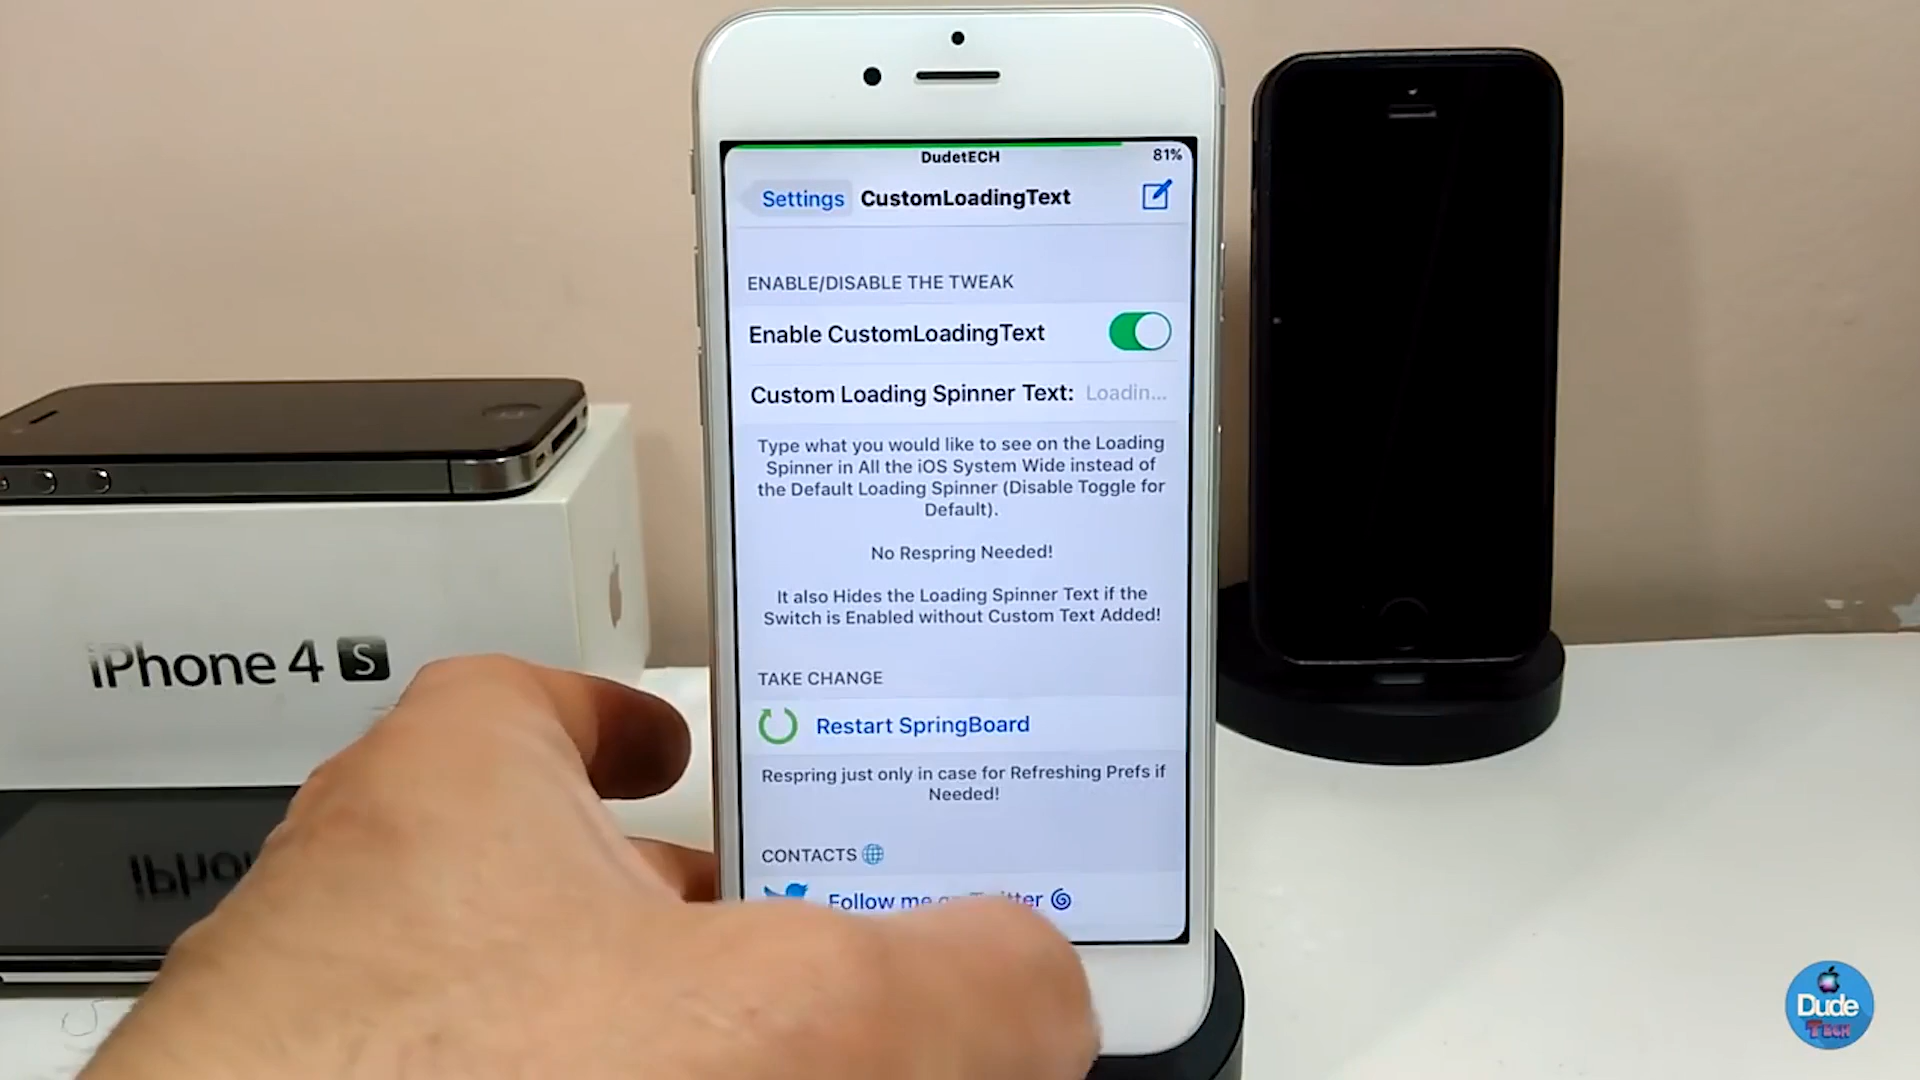 DudetECH
81%
Settings
CustomLoadingText
ENABLE/DISABLE THE TWEAK
Enable CustomLoadingText
Custom Loading Spinner Text: Loadin...
Type what you would like to see on the Loading
Spinner in All the iOS System Wide instead of
the Default Loading Spinner (Disable Toggle for
Default).
No Respring Needed!
It also Hides the Loading Spinner Text if the
Switch is Enabled without Custom Text Added!
TAKE CHANGE
Restart SpringBoard
Respring just only in case for Refreshing Prefs if
Needed!
CONTACTS
Follow me on Twitter
iPhone 4 S
Dude
Tech